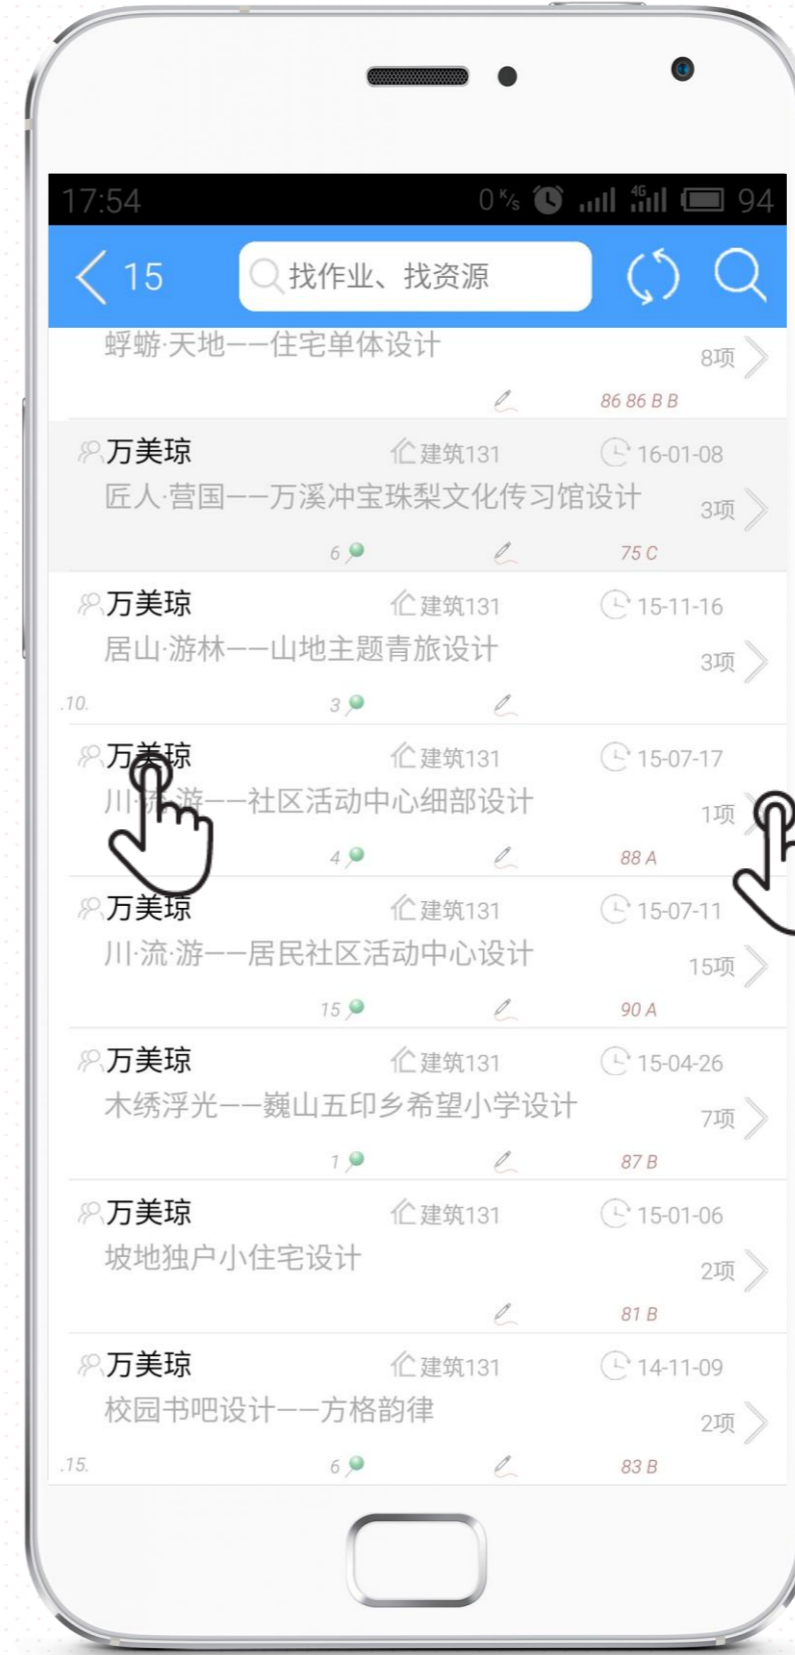 17:54 0 K/s 4G 94
15 找作业、找资源
蜉蝣·天地——住宅单体设计
8项
86 86 B B
万美琼 建筑131 16-01-08
匠人·营国——万溪冲宝珠梨文化传习馆设计
3项
6 75 C
万美琼 建筑131 15-11-16
居山·游林——山地主题青旅设计
3项
.10. 3
万美琼 建筑131 15-07-17
川·流·游——社区活动中心细部设计
1项
4 88 A
万美琼 建筑131 15-07-11
川·流·游——居民社区活动中心设计
15项
15 90 A
万美琼 建筑131 15-04-26
木绣浮光——巍山五印乡希望小学设计
7项
1 87 B
万美琼 建筑131 15-01-06
坡地独户小住宅设计
2项
81 B
万美琼 建筑131 14-11-09
校园书吧设计——方格韵律
2项
.15. 6 83 B